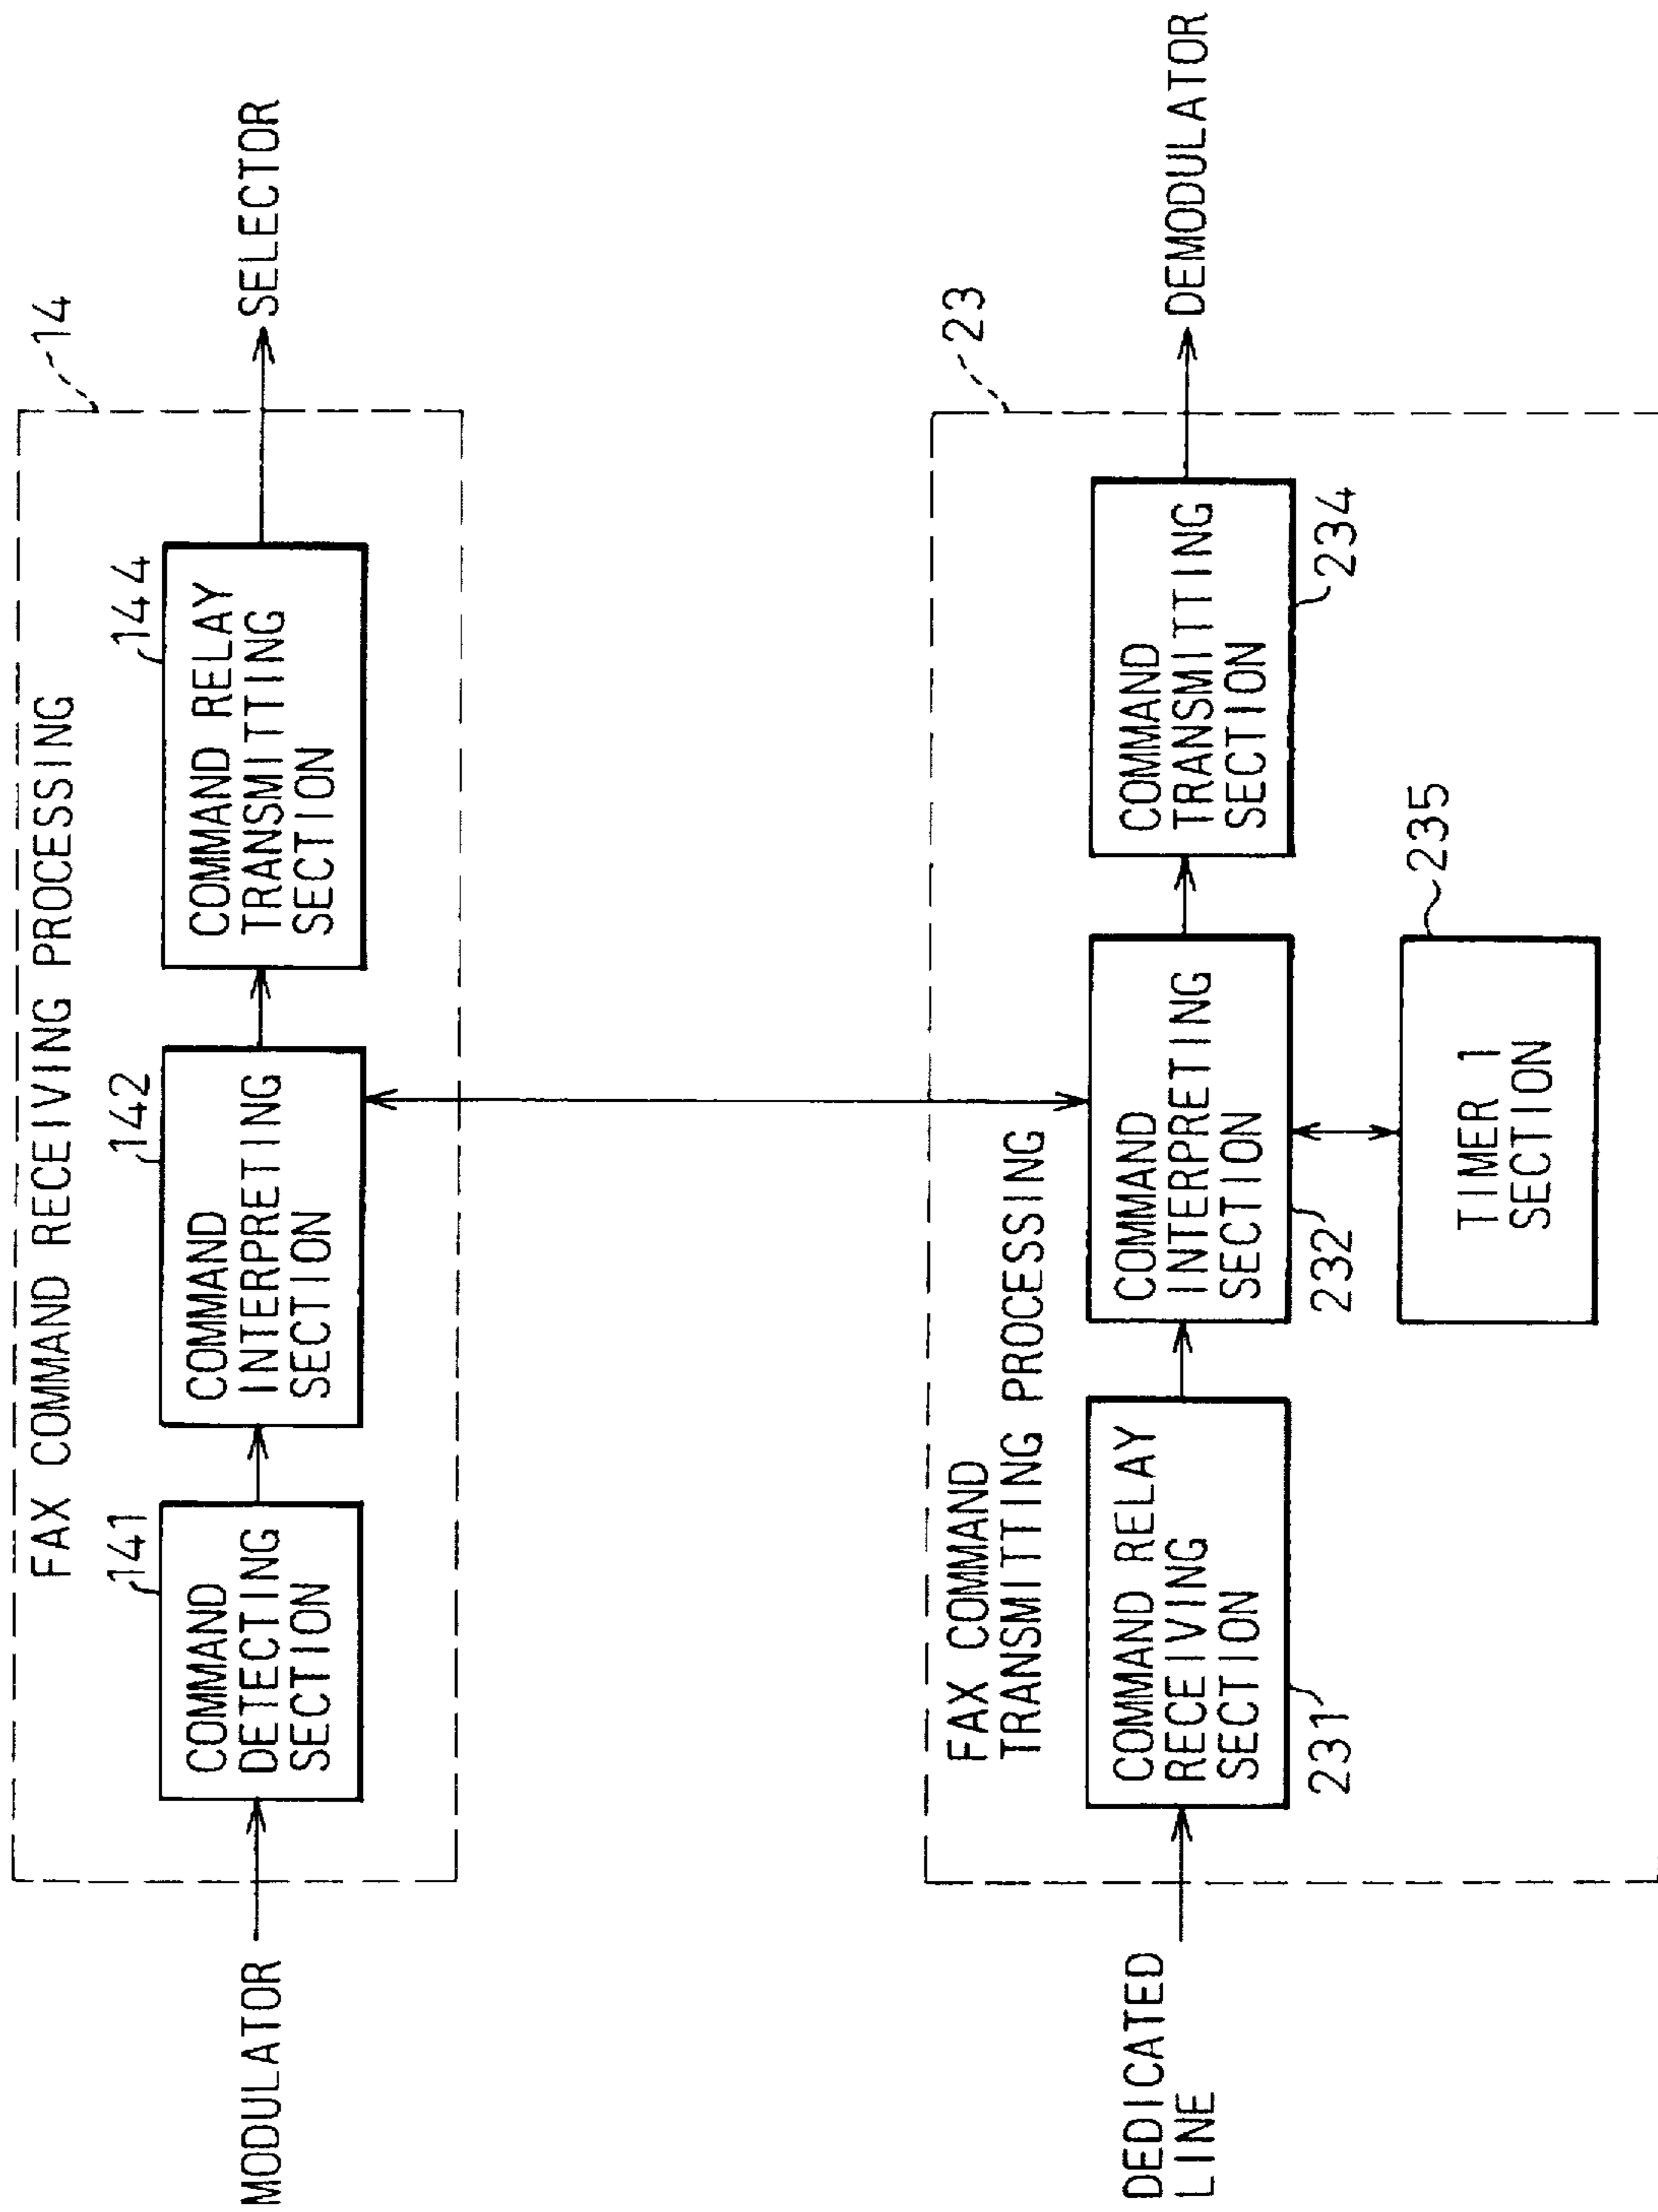 FAX COMMAND RECEIVING PROCESSING
14
MODULATOR
141
COMMAND
DETECTING
SECTION
142
COMMAND
INTERPRETING
SECTION
144
COMMAND RELAY
TRANSMITTING
SECTION
SELECTOR
FAX COMMAND
TRANSMITTING PROCESSING
23
DEDICATED
LINE
COMMAND RELAY
RECEIVING
SECTION
231
COMMAND
INTERPRETING
SECTION
232
COMMAND
TRANSMITTING
SECTION
234
DEMODULATOR
235
TIMER 1
SECTION